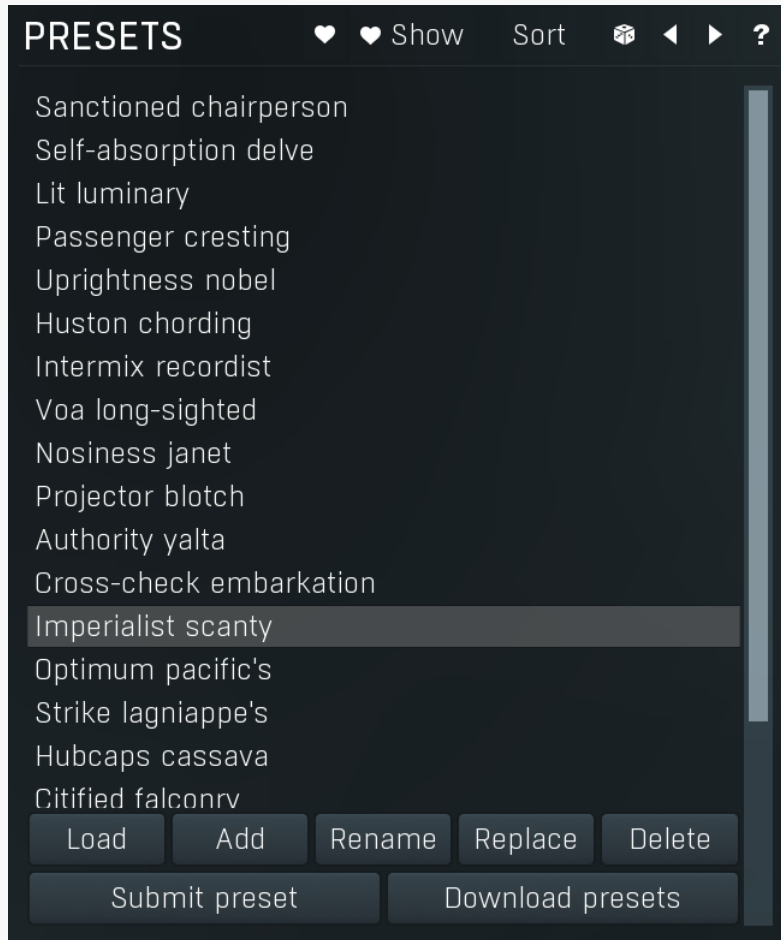 PRESETS Show Sort ?
Sanctioned chairperson
Self-absorption delve
Lit luminary
Passenger cresting
Uprightness nobel
Huston chording
Intermix recordist
Voa long-sighted
Nosiness janet
Projector blotch
Authority yalta
Cross-check embarkation
Imperialist scanty
Optimum pacific's
Strike lagniappe's
Hubcaps cassava
Citified falconry
Load Add Rename Replace Delete
Submit preset Download presets